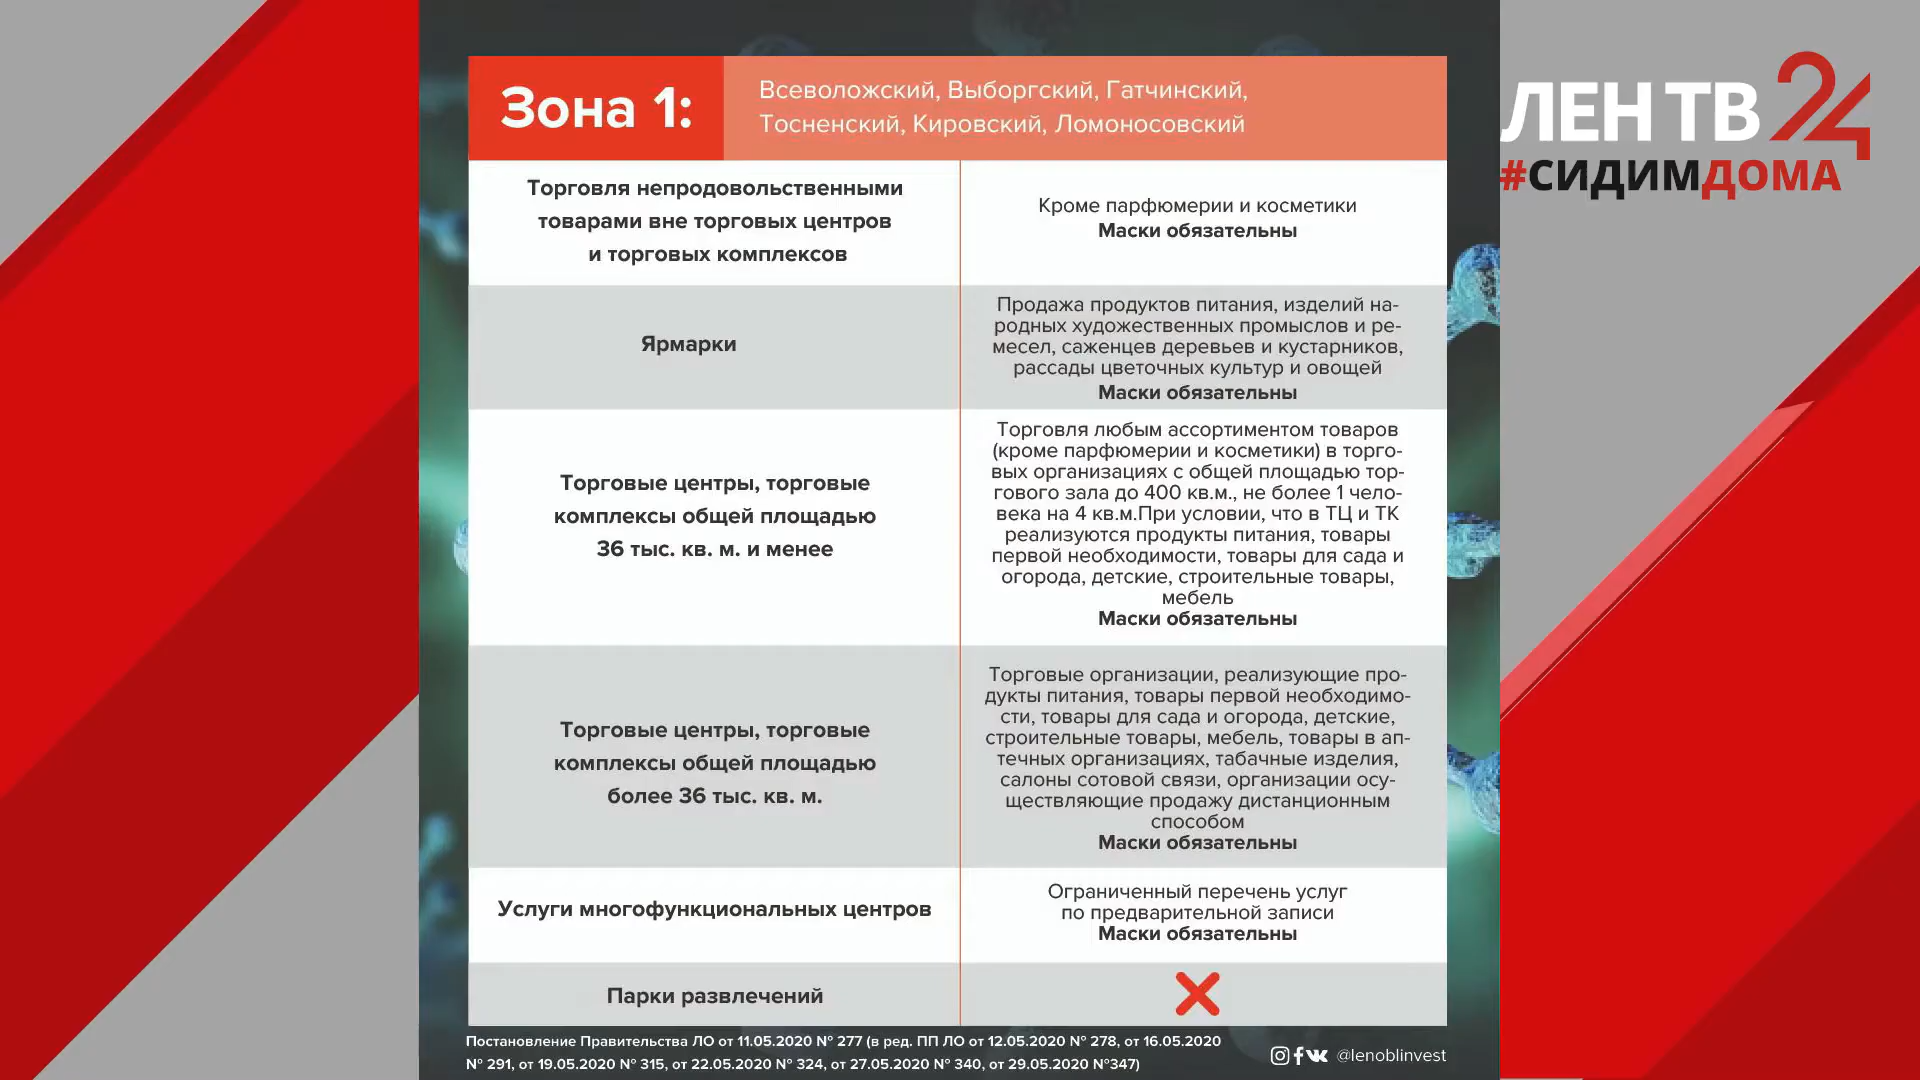 Зона 1:
Всеволожский, Выборгский, Гатчинский,
Тосненский, Кировский, Ломоносовский
ЛЕН ТВ 24
#СИДИМДОМА
Торговля непродовольственными
товарами вне торговых центров
и торговых комплексов
Кроме парфюмерии и косметики
Маски обязательны
Ярмарки
Продажа продуктов питания, изделий на-
родных художественных промыслов и ре-
месел, саженцев деревьев и кустарников,
рассады цветочных культур и овощей
Маски обязательны
Торговые центры, торговые
комплексы общей площадью
36 тыс. кв. м. и менее
Торговля любым ассортиментом товаров
(кроме парфюмерии и косметики) в торго-
вых организациях с общей площадью тор-
гового зала до 400 кв.м., не более 1 чело-
века на 4 кв.м.При условии, что в ТЦ и ТК
реализуются продукты питания, товары
первой необходимости, товары для сада и
огорода, детские, строительные товары,
мебель
Маски обязательны
Торговые центры, торговые
комплексы общей площадью
более 36 тыс. кв. м.
Торговые организации, реализующие про-
дукты питания, товары первой необходимо-
сти, товары для сада и огорода, детские,
строительные товары, мебель, товары в ап-
течных организациях, табачные изделия,
салоны сотовой связи, организации осу-
ществляющие продажу дистанционным
способом
Маски обязательны
Услуги многофункциональных центров
Ограниченный перечень услуг
по предварительной записи
Маски обязательны
Парки развлечений
Постановление Правительства ЛО от 11.05.2020 № 277 (в ред. ПП ЛО от 12.05.2020 № 278, от 16.05.2020
№ 291, от 19.05.2020 № 315, от 22.05.2020 № 324, от 27.05.2020 № 340, от 29.05.2020 №347)
@lenoblinvest